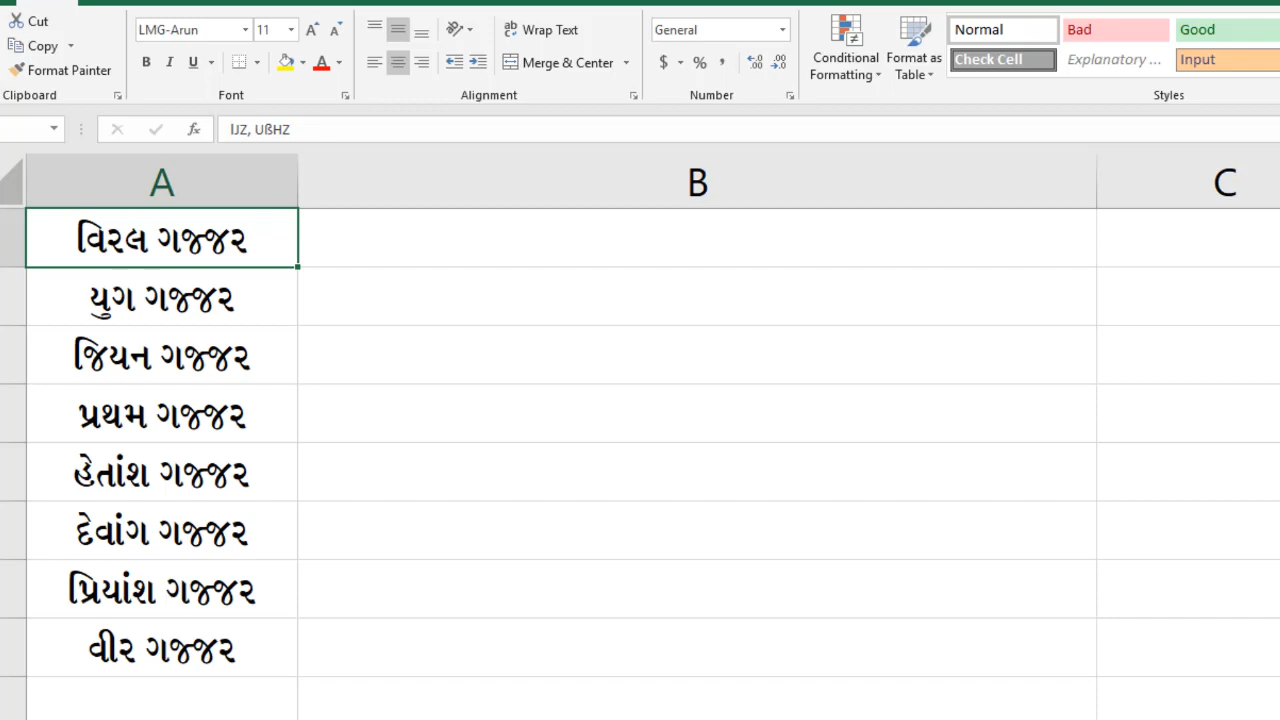 Cut
Copy
Format Painter
Clipboard
LMG-Arun 11
B I U
Font
Wrap Text
Merge & Center
Alignment
General
$ % ,
Number
Conditional Formatting
Format as Table
Normal Bad Good
Check Cell Explanatory ... Input
Styles
fx lJZ, UßHZ
A B C
વિરલ ગજ્જર
યુગ ગજ્જર
જિયન ગજ્જર
પ્રથમ ગજ્જર
હેતાંશ ગજ્જર
દેવાંગ ગજ્જર
પ્રિયાંશ ગજ્જર
વીર ગજ્જર